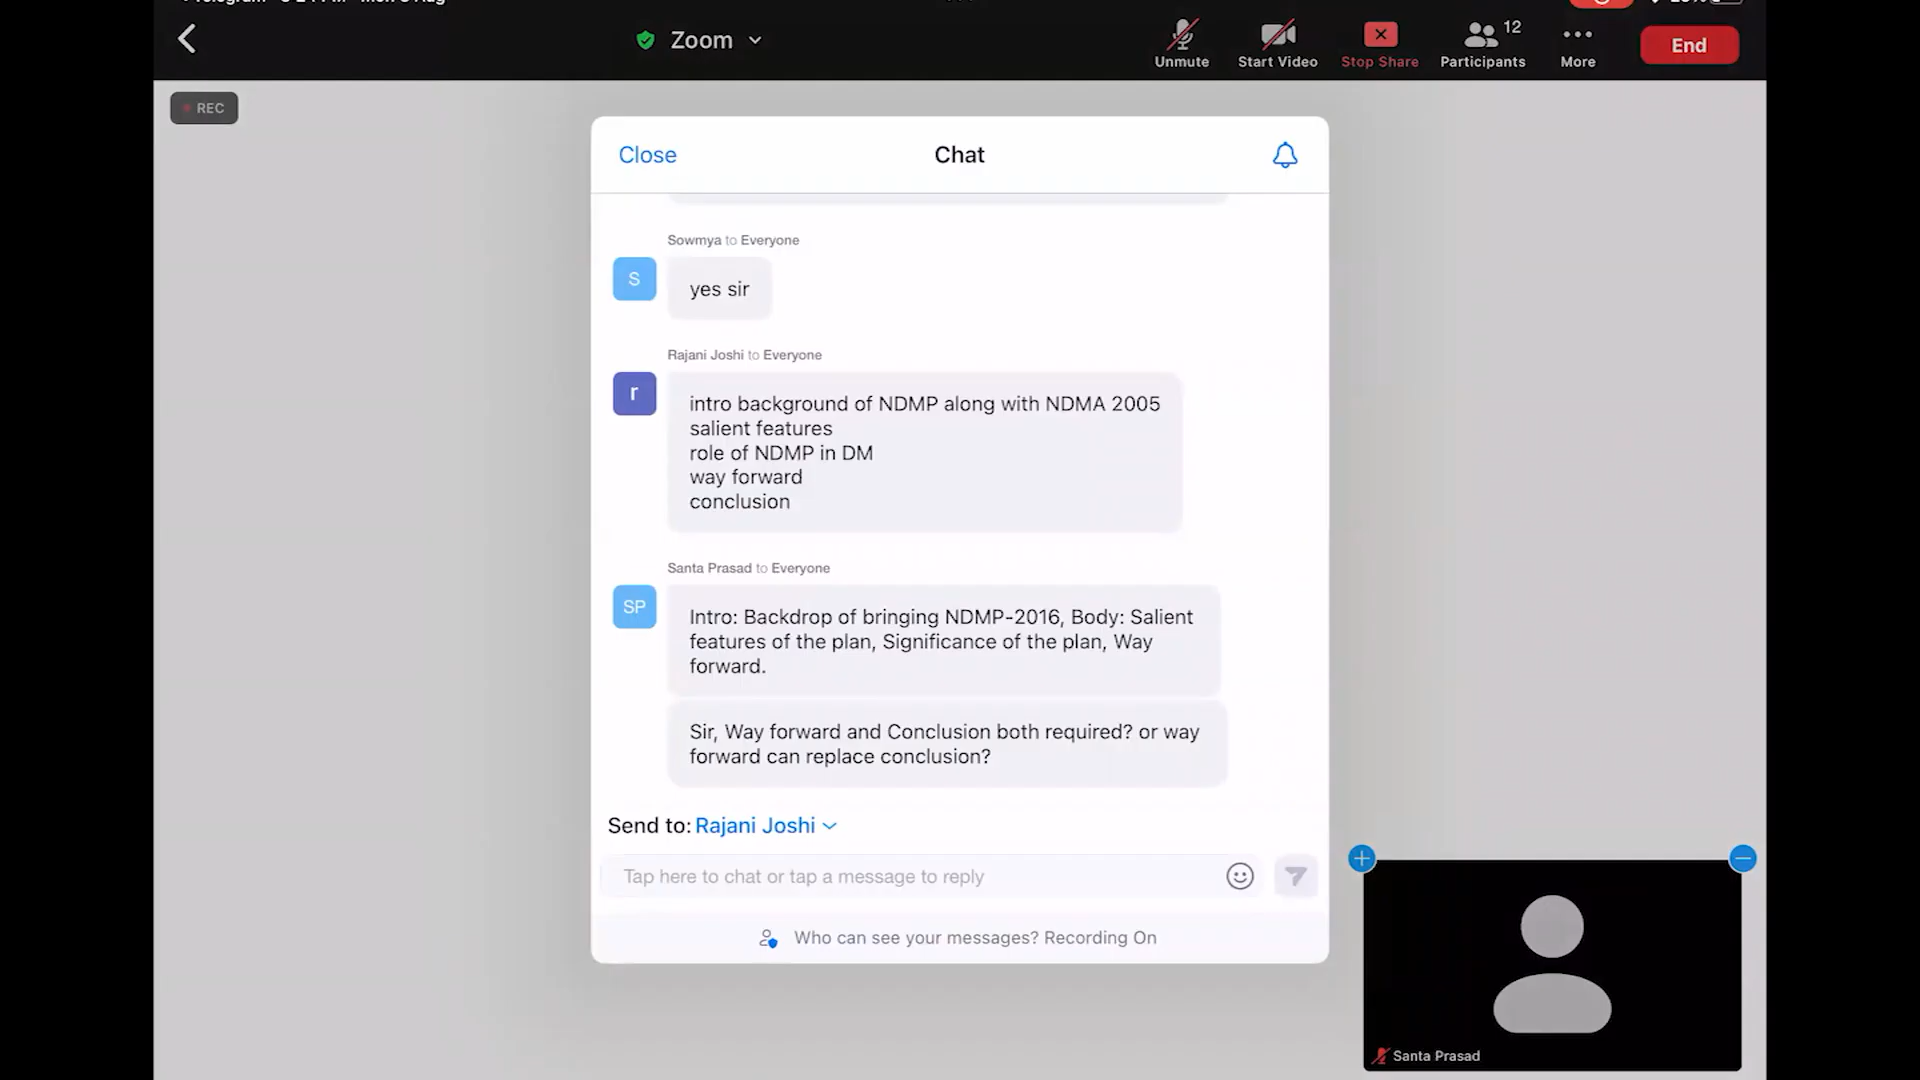 Zoom
Unmute
Start Video
Stop Share
Participants
12
More
End
REC
Close
Chat
Sowmya to Everyone
S
yes sir
Rajani Joshi to Everyone
r
intro background of NDMP along with NDMA 2005
salient features
role of NDMP in DM
way forward
conclusion
Santa Prasad to Everyone
SP
Intro: Backdrop of bringing NDMP-2016, Body: Salient
features of the plan, Significance of the plan, Way
forward.
Sir, Way forward and Conclusion both required? or way
forward can replace conclusion?
Send to: Rajani Joshi
Tap here to chat or tap a message to reply
Who can see your messages? Recording On
Santa Prasad